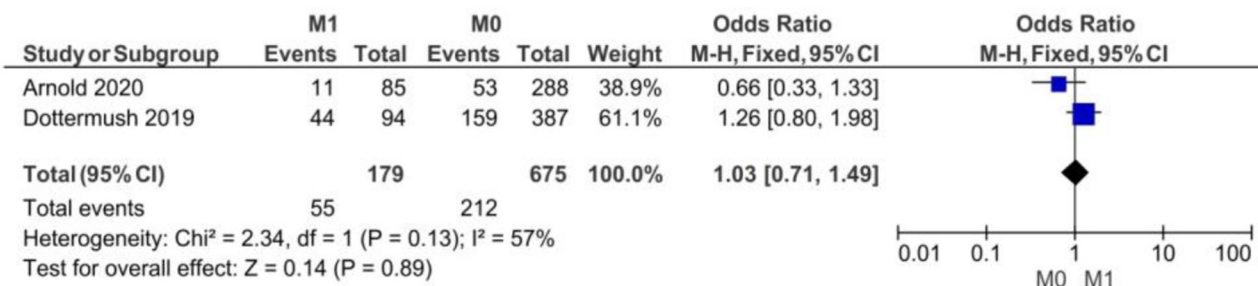 M1 M0 Odds Ratio Odds Ratio
Study or Subgroup Events Total Events Total Weight M-H, Fixed, 95% CI M-H, Fixed, 95% CI
Arnold 2020 11 85 53 288 38.9% 0.66 [0.33, 1.33]
Dottermush 2019 44 94 159 387 61.1% 1.26 [0.80, 1.98]
Total (95% CI) 179 675 100.0% 1.03 [0.71, 1.49]
Total events 55 212
Heterogeneity: Chi² = 2.34, df = 1 (P = 0.13); I² = 57%
Test for overall effect: Z = 0.14 (P = 0.89)
0.01 0.1 1 10 100
M0 M1